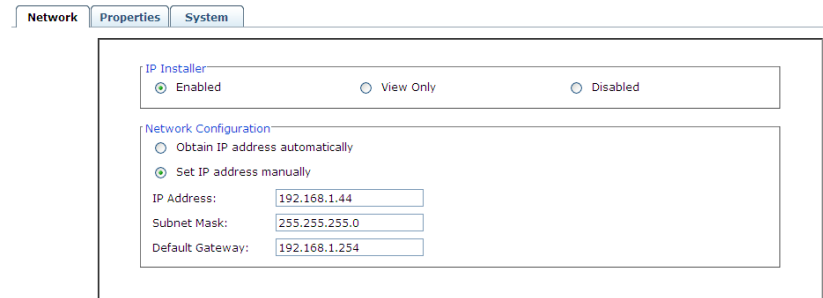 Network Properties System
IP Installer
Enabled View Only Disabled
Network Configuration
Obtain IP address automatically
Set IP address manually
IP Address: 192.168.1.44
Subnet Mask: 255.255.255.0
Default Gateway: 192.168.1.254